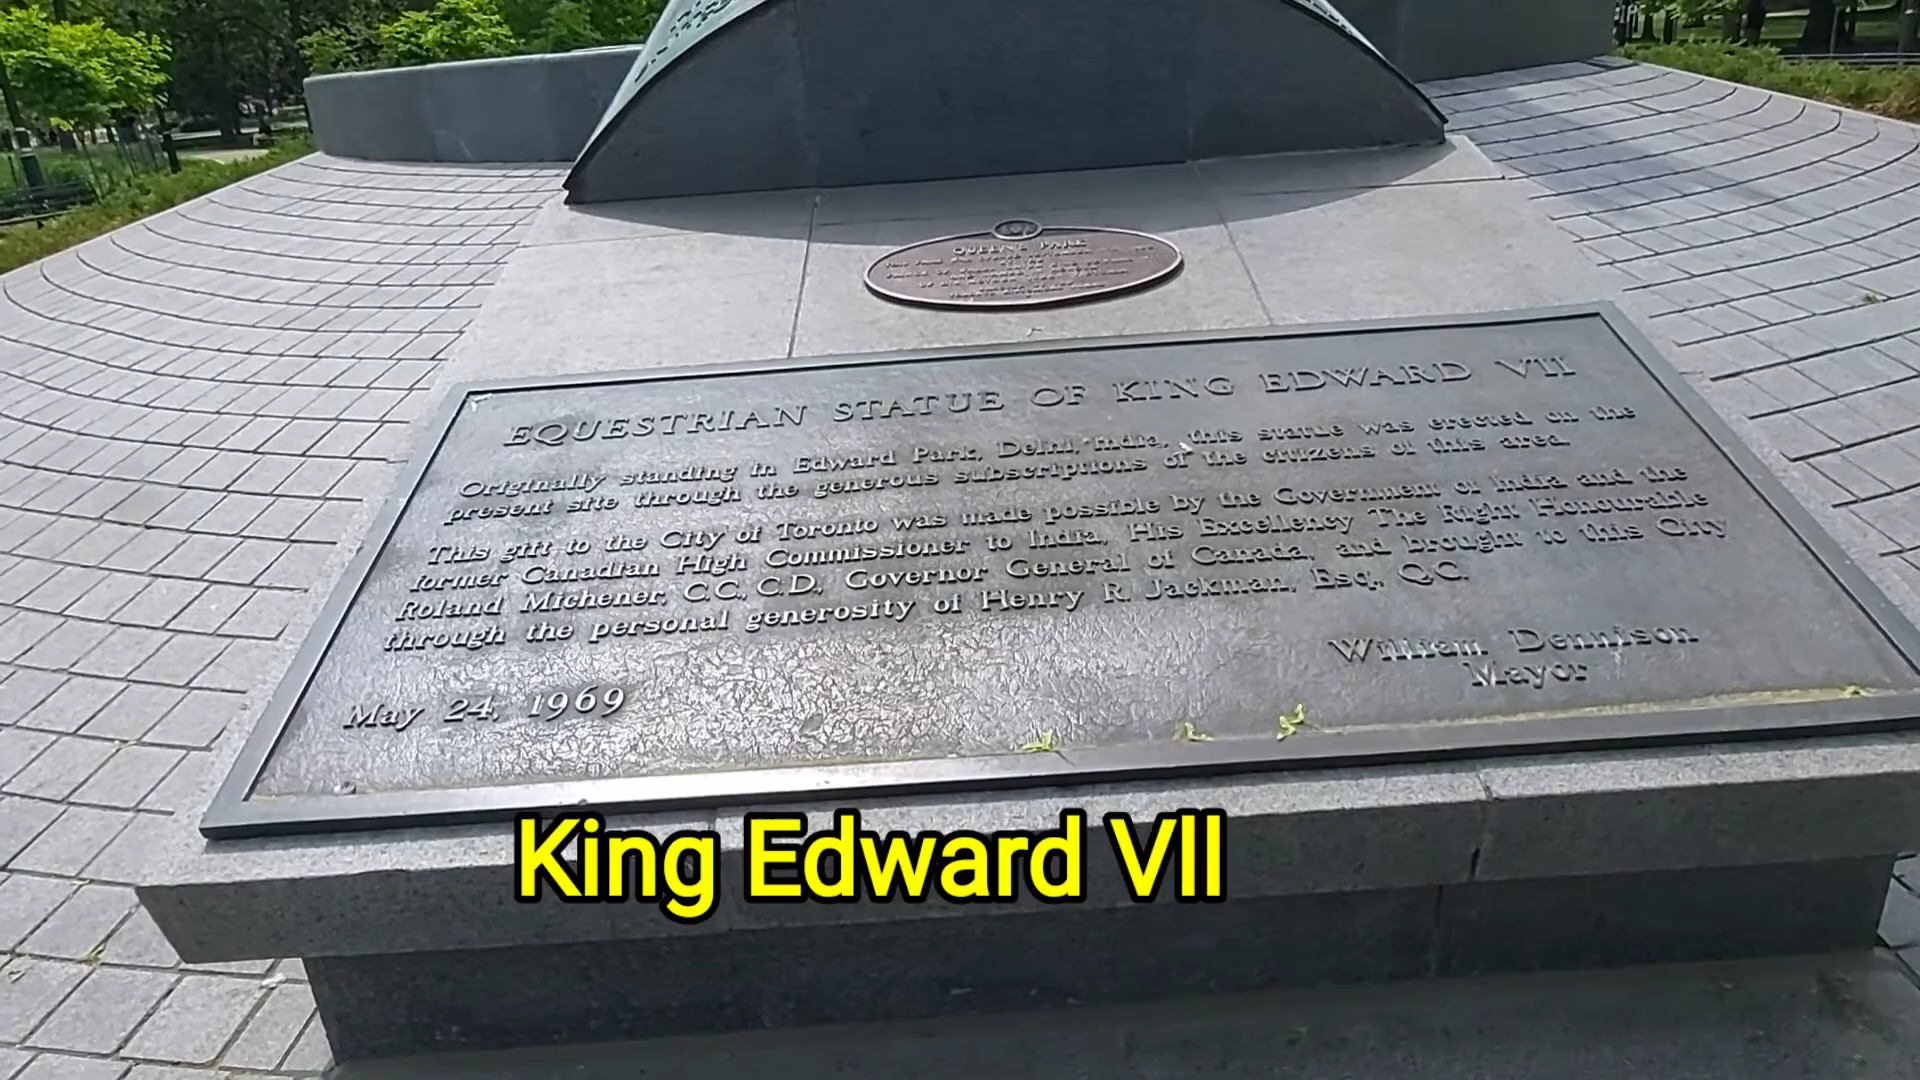 QUEEN'S PARK
EQUESTRIAN STATUE OF KING EDWARD VII
Originally standing in Edward Park, Delhi, India, this statue was erected on the
present site through the generous subscriptions of the citizens of this area.
This gift to the City of Toronto was made possible by the Government of India and the
former Canadian High Commissioner to India, His Excellency The Right Honourable
Roland Michener, C.C., C.D., Governor General of Canada, and brought to this City
through the personal generosity of Henry R. Jackman, Esq., Q.C.
William Dennison
Mayor
May 24, 1969
King Edward Vll